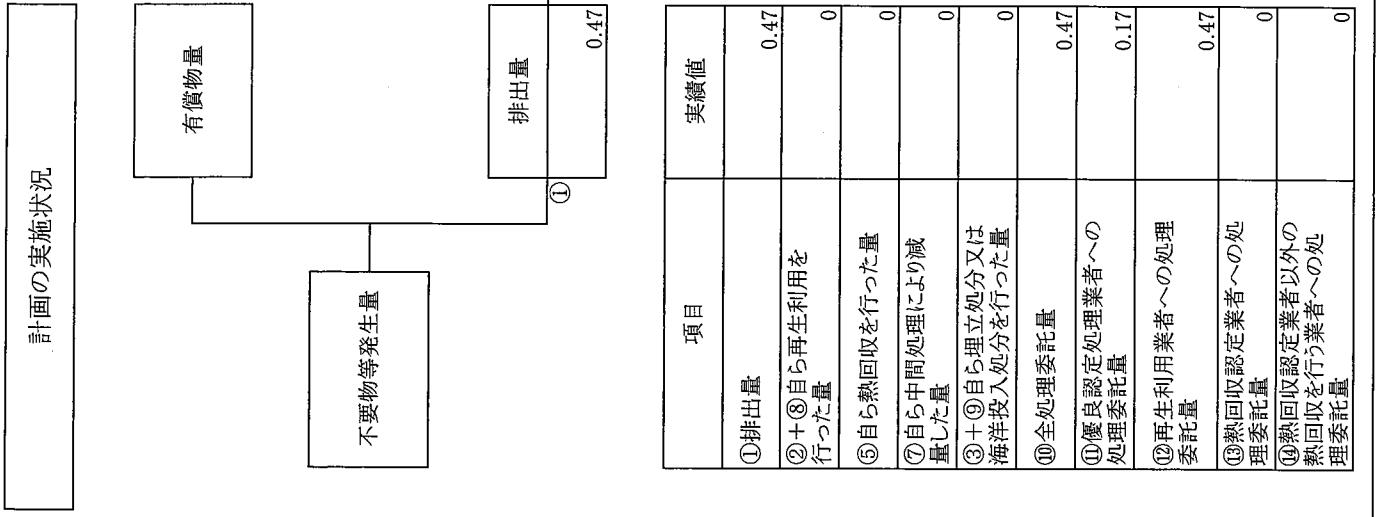 計画の実施状況
有償物量
不要物等発生量
①
排出量
0.47
項目
実績値
①排出量
0.47
②+⑧自ら再生利用を
行った量
0
⑤自ら熱回収を行った量
0
⑦自ら中間処理により減
量した量
0
③+⑨自ら埋立処分又は
海洋投入処分を行った量
0
⑩全処理委託量
0.47
⑪優良認定処理業者への
処理委託量
0.17
⑫再生利用業者への処理
委託量
0.47
⑬熱回収認定業者への処
理委託量
0
⑭熱回収認定業者以外の
熱回収を行う業者への処
理委託量
0